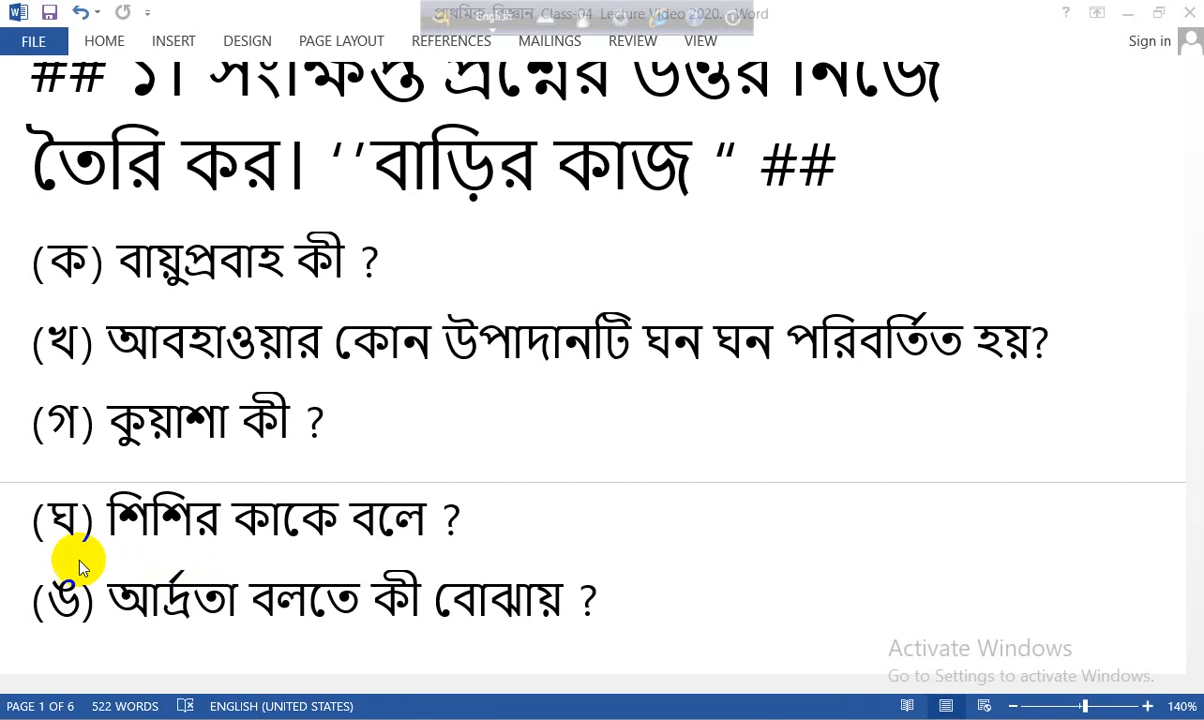 প্রাথমিক বিজ্ঞান Class-04 Lecture Video 2020. - Word
English
FILE HOME INSERT DESIGN PAGE LAYOUT REFERENCES MAILINGS REVIEW VIEW Sign in
## ১। সংক্ষিপ্ত প্রশ্নের উত্তর নিজে
তৈরি কর। ‘‘বাড়ির কাজ “ ##
(ক) বায়ুপ্রবাহ কী ?
(খ) আবহাওয়ার কোন উপাদানটি ঘন ঘন পরিবর্তিত হয়?
(গ) কুয়াশা কী ?
(ঘ) শিশির কাকে বলে ?
(ঙ) আর্দ্রতা বলতে কী বোঝায় ?
Activate Windows
Go to Settings to activate Windows.
PAGE 1 OF 6 522 WORDS ENGLISH (UNITED STATES) 140%